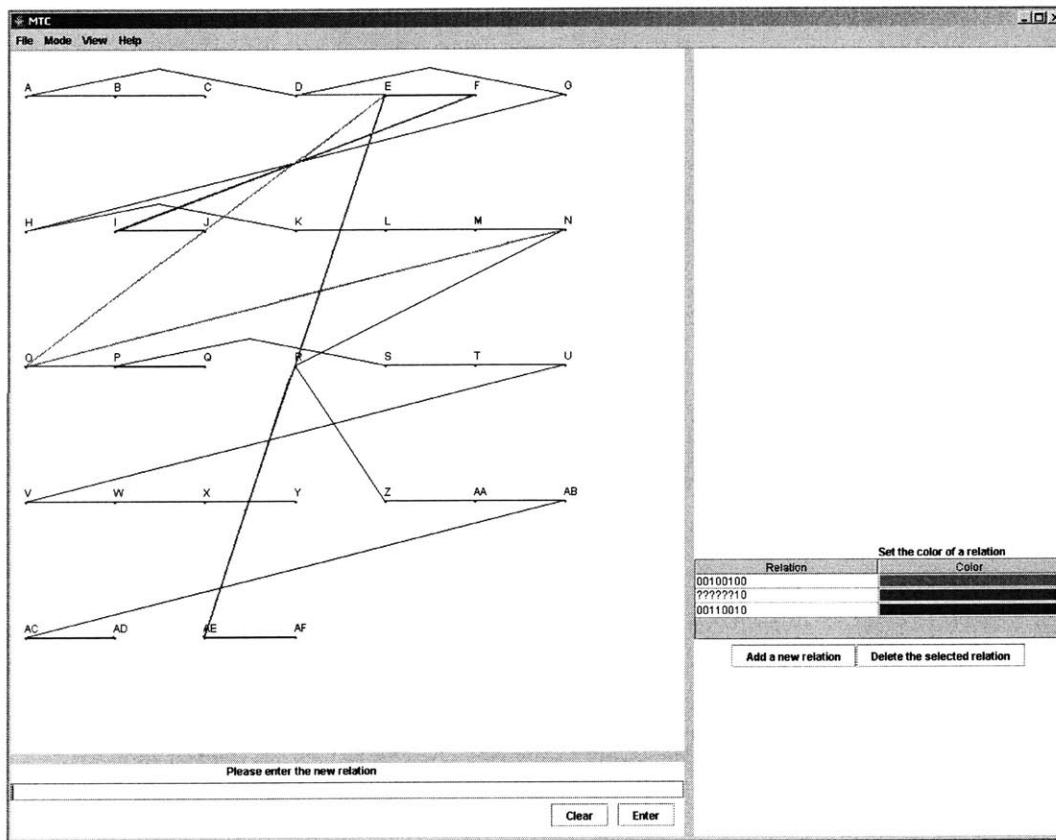 MTC
File Mode View Help
A B C D E F G
H I J K L M N
O P Q R S T U
V W X Y Z AA AB
AC AD AE AF
Set the color of a relation
Relation Color
00100100
??????10
00110010
Add a new relation Delete the selected relation
Please enter the new relation
Clear Enter